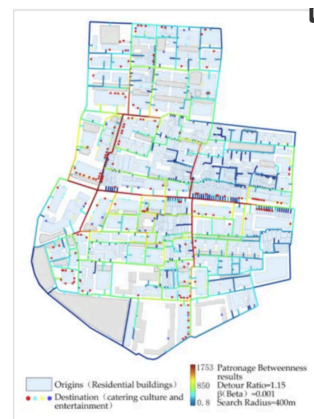 1753 Patronage Betweenness
results
850 Detour Ratio=1.15
β(Beta)=0.001
0, 8 Search Radius=400m
Origins（Residential buildings）
Destination（catering culture and
entertainment）